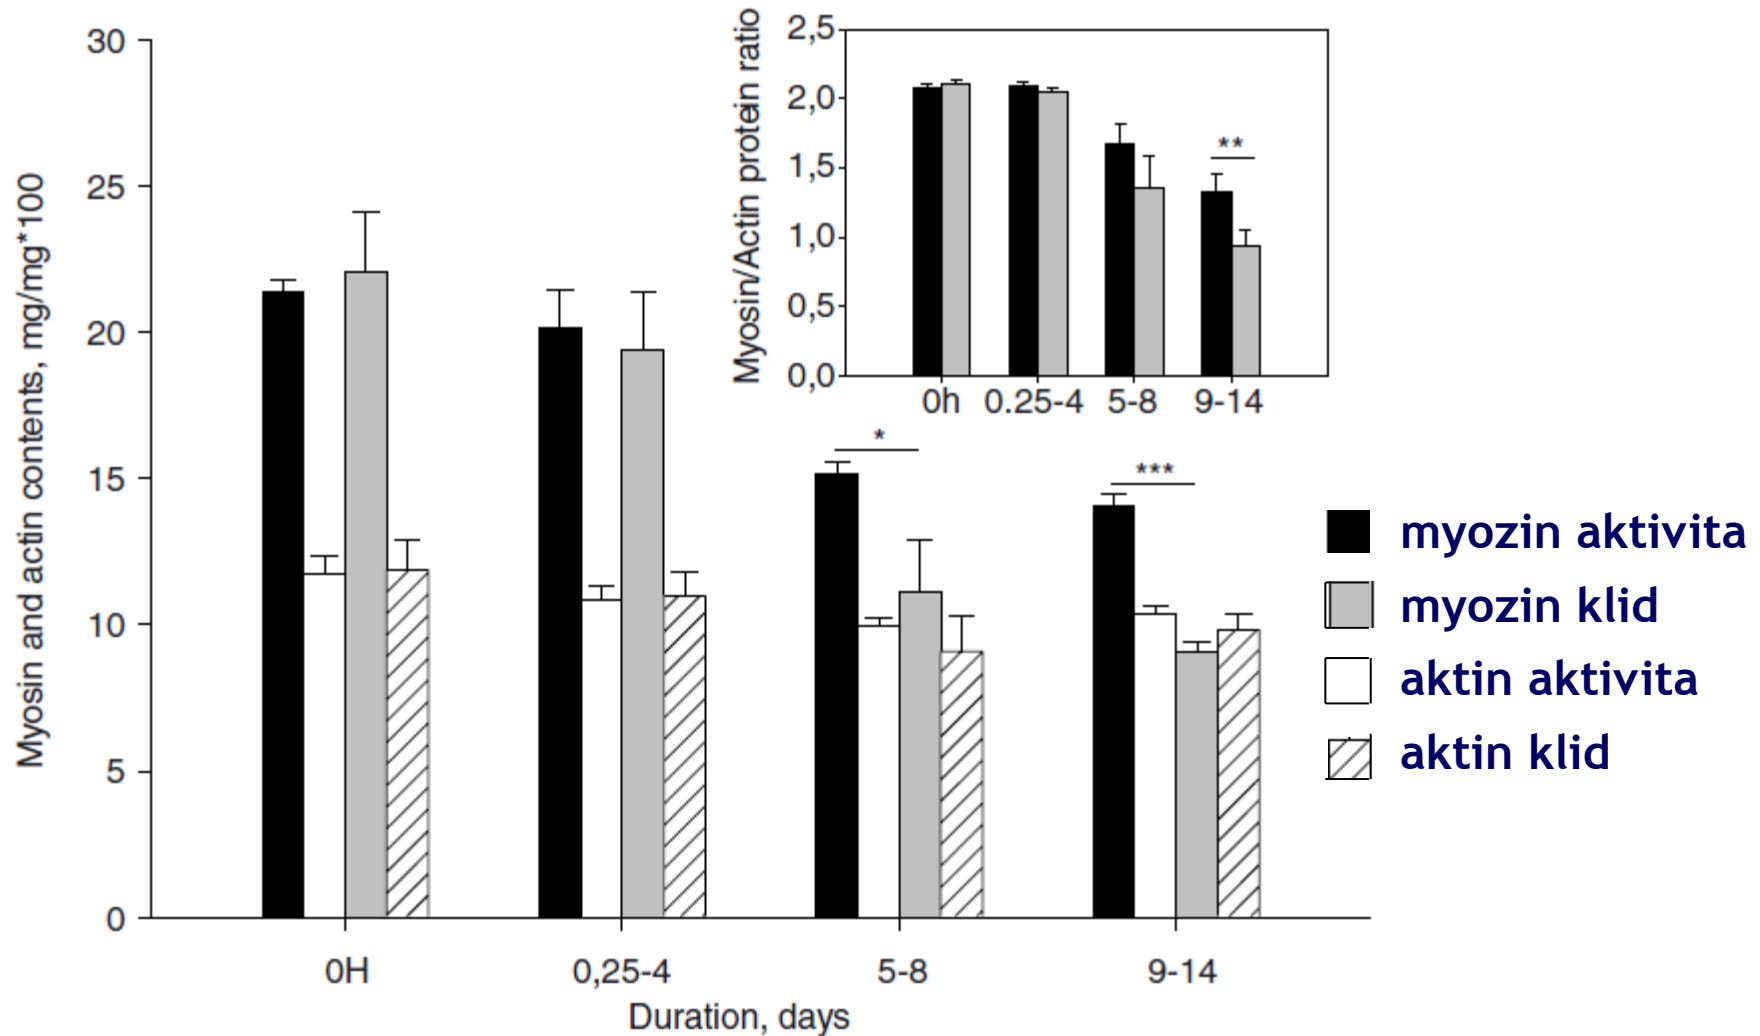 Myosin and actin contents, mg/mg*100
30
25
20
15
10
5
0
0H 0,25-4 5-8 9-14
Duration, days
* ***
Myosin/Actin protein ratio
2,5
2,0
1,5
1,0
0,5
0,0
**
0h 0.25-4 5-8 9-14
myozin aktivita
myozin klid
aktin aktivita
aktin klid